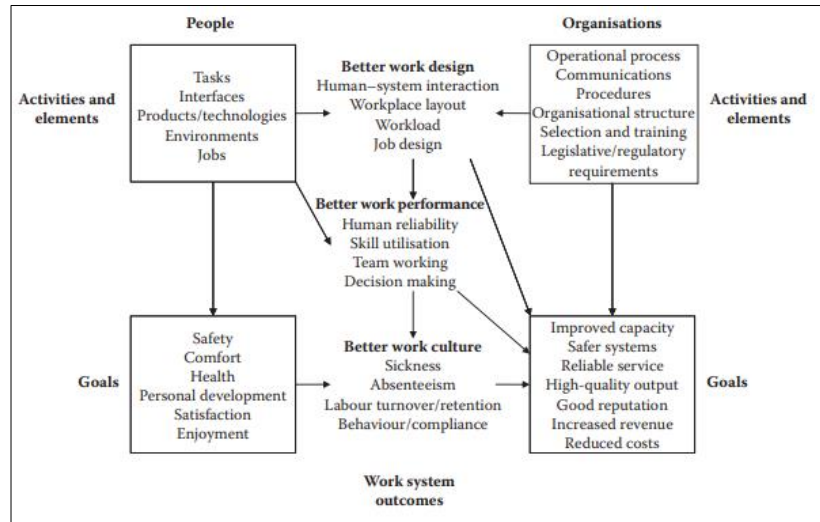 People
Organisations
Activities and
elements
Tasks
Interfaces
Products/technologies
Environments
Jobs
Better work design
Human–system interaction
Workplace layout
Workload
Job design
Operational process
Communications
Procedures
Organisational structure
Selection and training
Legislative/regulatory
requirements
Activities and
elements
Better work performance
Human reliability
Skill utilisation
Team working
Decision making
Goals
Safety
Comfort
Health
Personal development
Satisfaction
Enjoyment
Better work culture
Sickness
Absenteeism
Labour turnover/retention
Behaviour/compliance
Improved capacity
Safer systems
Reliable service
High-quality output
Good reputation
Increased revenue
Reduced costs
Goals
Work system
outcomes